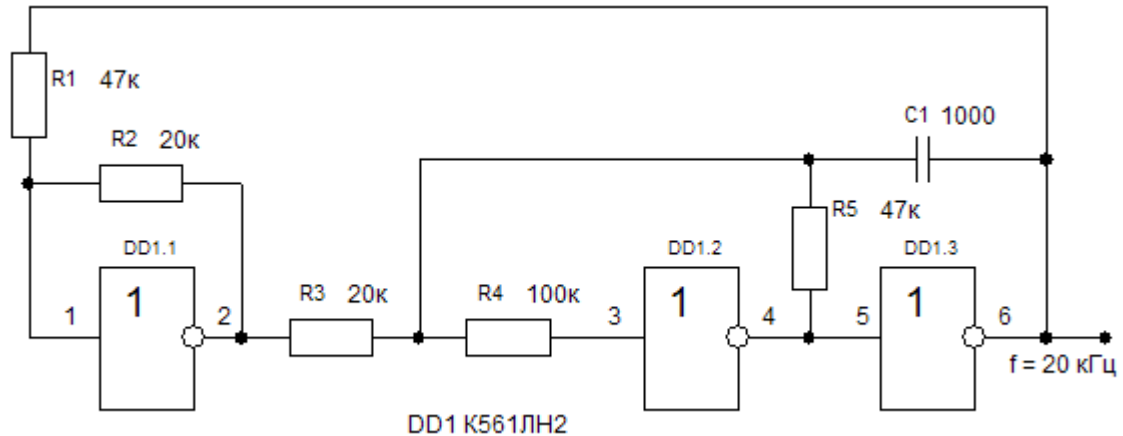 R1 47к
R2 20к
C1 1000
R5 47к
DD1.1
DD1.2
DD1.3
1
1
1
R3 20к
R4 100к
1
2
3
4
5
6
f = 20 кГц
DD1 К561ЛН2